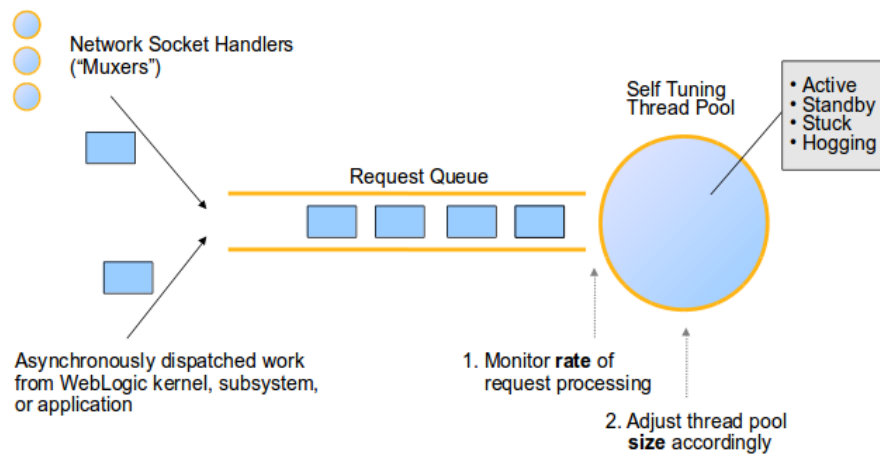 Network Socket Handlers
("Muxers")
Self Tuning
Thread Pool
• Active
• Standby
• Stuck
• Hogging
Request Queue
Asynchronously dispatched work
from WebLogic kernel, subsystem,
or application
1. Monitor rate of
request processing
2. Adjust thread pool
size accordingly